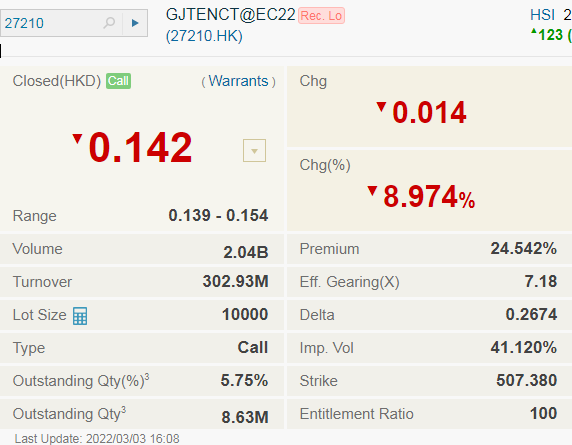 27210
GJTENCT@EC22 Rec. Lo
(27210.HK)
HSI 2
123 (
Closed(HKD) Call (Warrants)
0.142
Range 0.139 - 0.154
Chg
0.014
Chg(%)
8.974%
Volume 2.04B
Turnover 302.93M
Lot Size 10000
Type Call
Outstanding Qty(%)3 5.75%
Outstanding Qty3 8.63M
Premium 24.542%
Eff. Gearing(X) 7.18
Delta 0.2674
Imp. Vol 41.120%
Strike 507.380
Entitlement Ratio 100
Last Update: 2022/03/03 16:08